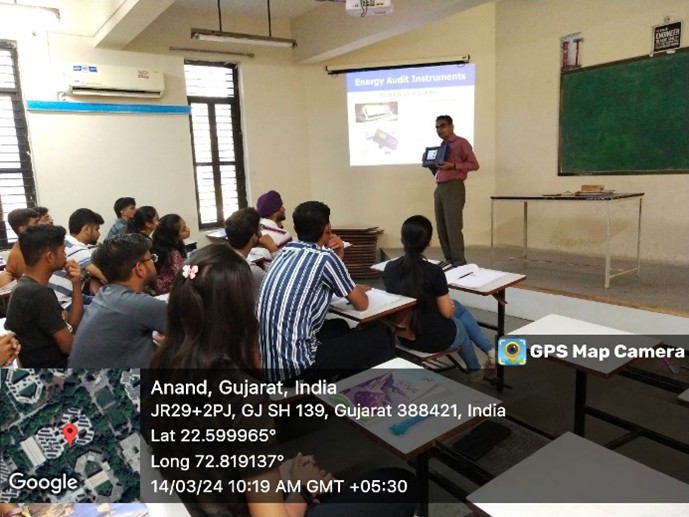 ENGINEER
Energy Audit Instruments
GPS Map Camera
Anand, Gujarat, India
JR29+2PJ, GJ SH 139, Gujarat 388421, India
Lat 22.599965°
Long 72.819137°
14/03/24 10:19 AM GMT +05:30
Google